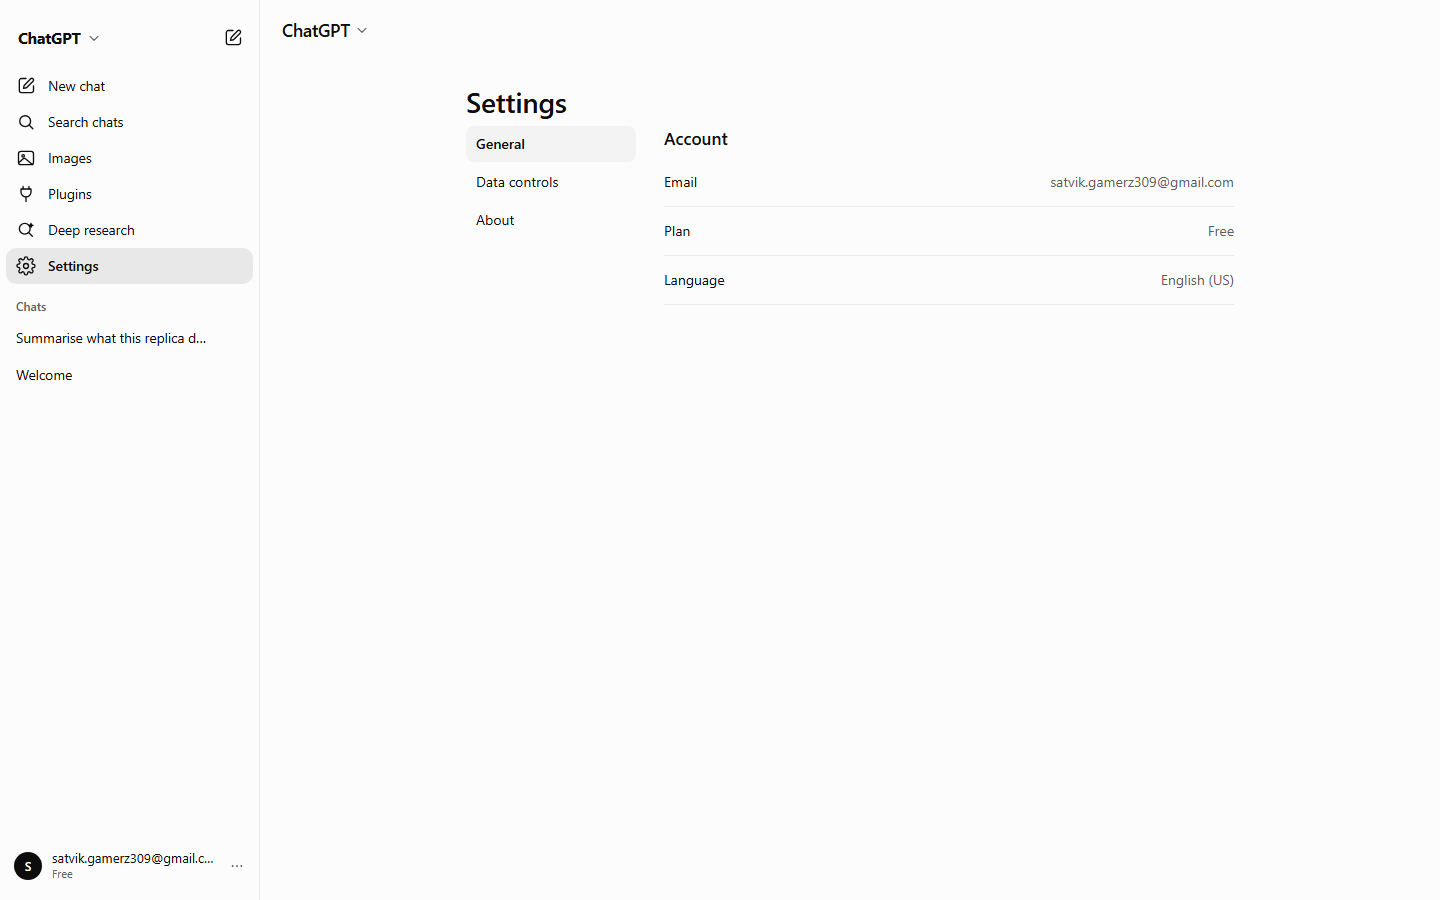 ChatGPT
New chat
Search chats
Images
Plugins
Deep research
Settings
Chats
Summarise what this replica d...
Welcome
S
satvik.gamerz309@gmail.c...
Free
ChatGPT
Settings
General
Data controls
About
Account
Email satvik.gamerz309@gmail.com
Plan Free
Language English (US)